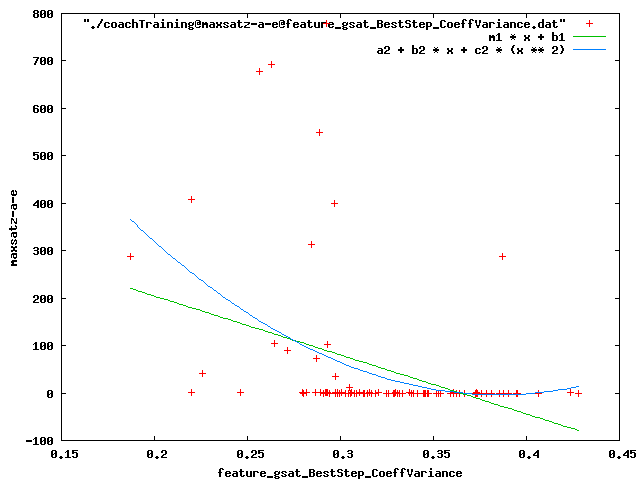 "./coachTraining@maxsatz-a-e@feature_gsat_BestStep_CoeffVariance.dat"
m1 * x + b1
a2 + b2 * x + c2 * (x ** 2)
800
700
600
500
400
300
200
100
0
-100
maxsatz-a-e
0.15 0.2 0.25 0.3 0.35 0.4 0.45
feature_gsat_BestStep_CoeffVariance